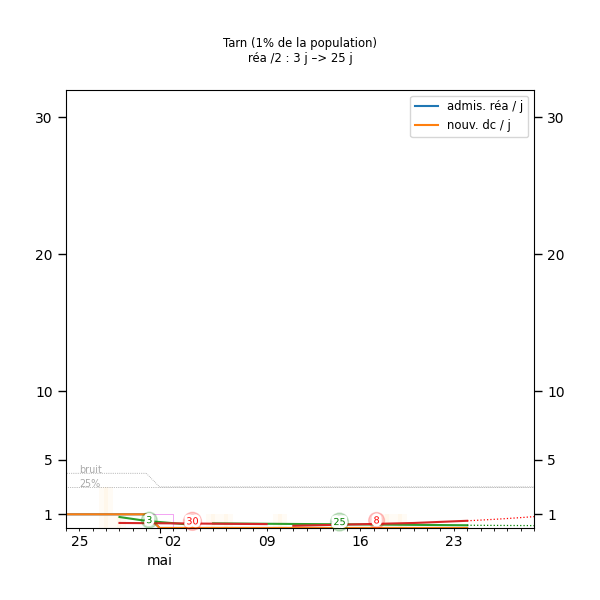 Tarn (1% de la population)
réa /2 : 3 j –> 25 j
admis. réa / j
nouv. dc / j
30 30
20 20
10 10
5 5
bruit
25%
1 1
3 30 25 8
25 02 09 16 23
mai